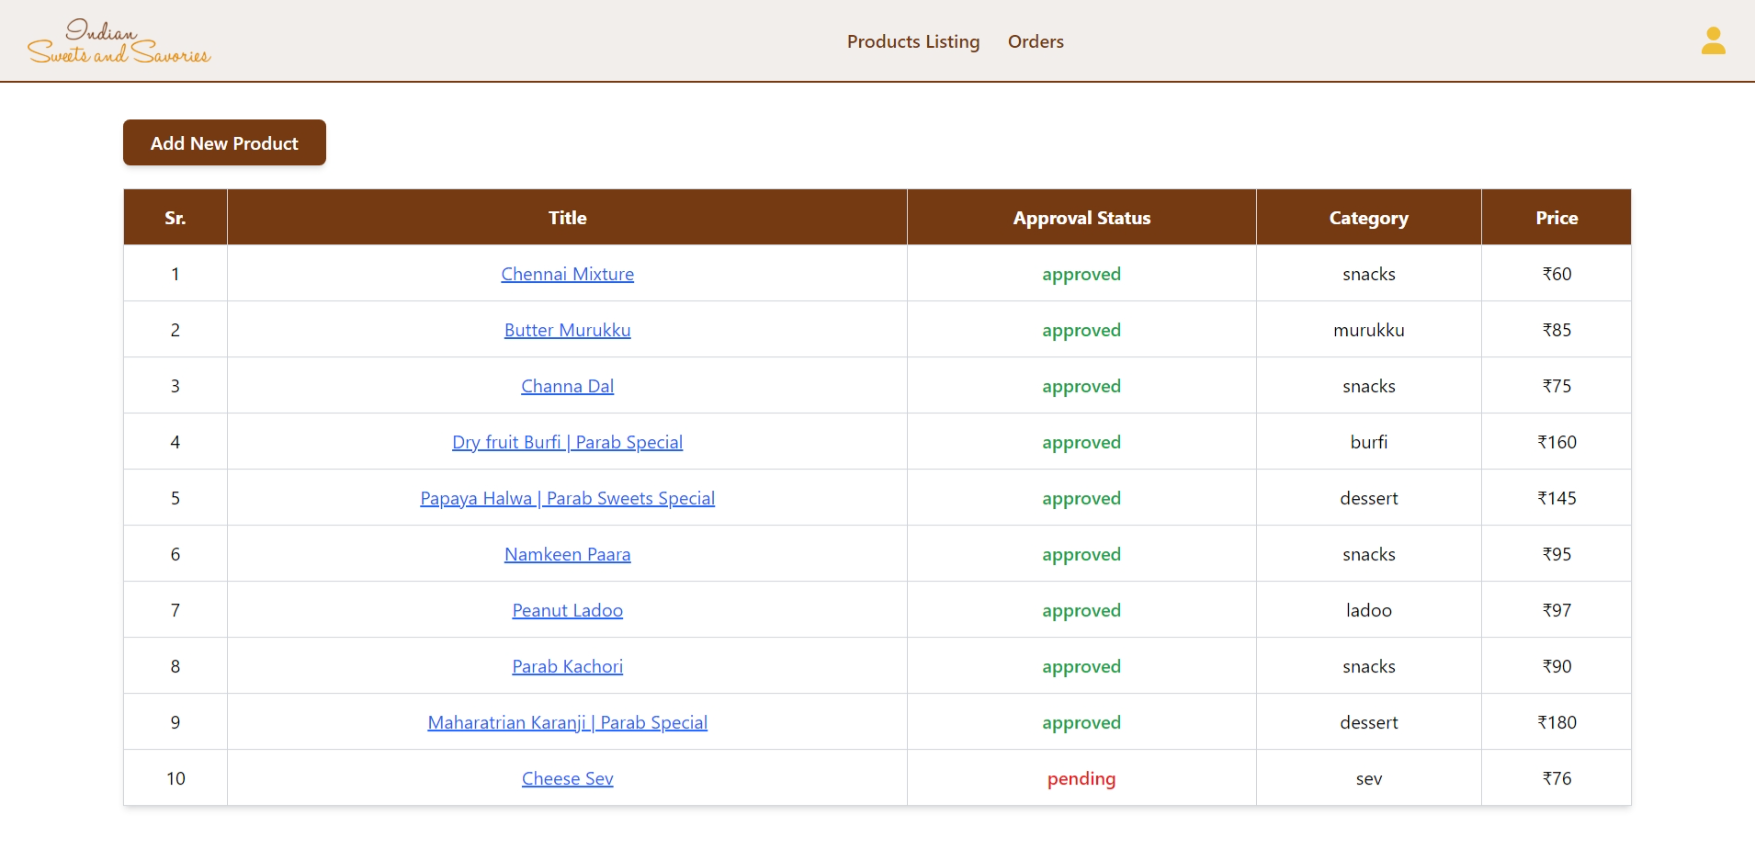 Indian
Sweets and Savories
Products Listing Orders
Add New Product
Sr. Title Approval Status Category Price
1 Chennai Mixture approved snacks ₹60
2 Butter Murukku approved murukku ₹85
3 Channa Dal approved snacks ₹75
4 Dry fruit Burfi | Parab Special approved burfi ₹160
5 Papaya Halwa | Parab Sweets Special approved dessert ₹145
6 Namkeen Paara approved snacks ₹95
7 Peanut Ladoo approved ladoo ₹97
8 Parab Kachori approved snacks ₹90
9 Maharatrian Karanji | Parab Special approved dessert ₹180
10 Cheese Sev pending sev ₹76